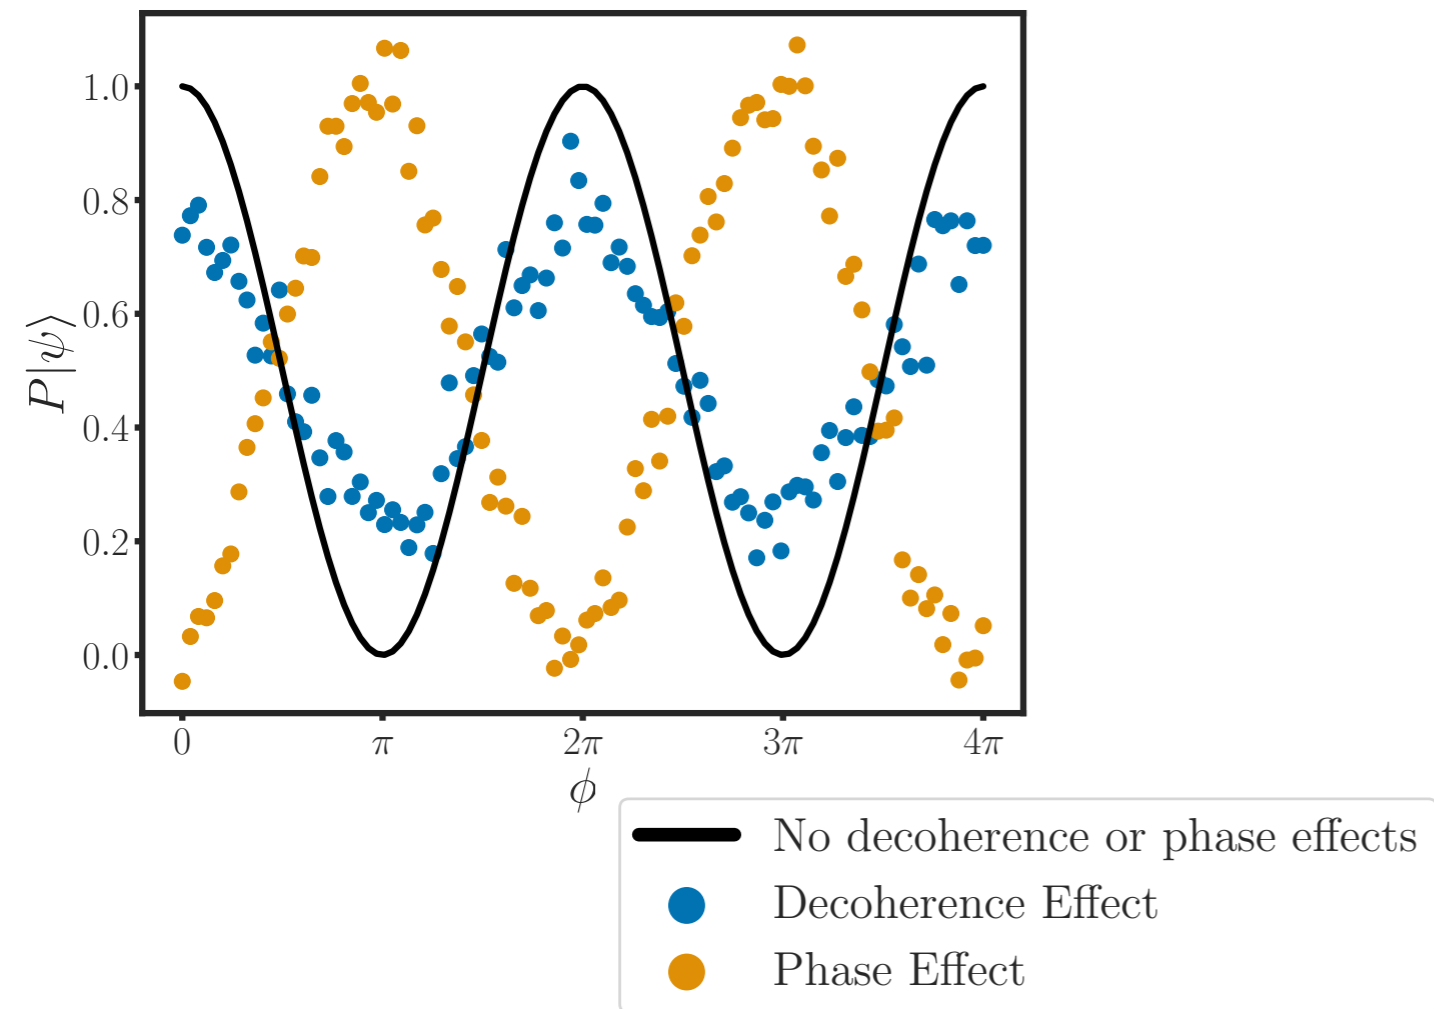 1.0
0.8
0.6
0.4
0.2
0.0
P|ψ⟩
0 π 2π 3π 4π
ϕ
No decoherence or phase effects
Decoherence Effect
Phase Effect